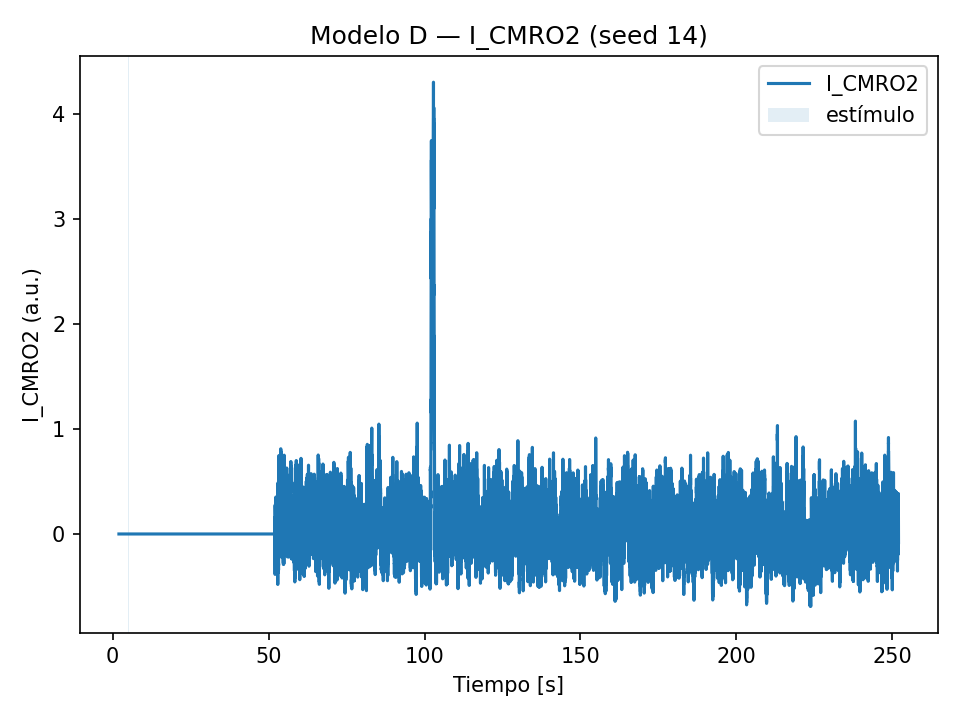 Modelo D — I_CMRO2 (seed 14)
I_CMRO2
estímulo
I_CMRO2 (a.u.)
4
3
2
1
0
0 50 100 150 200 250
Tiempo [s]